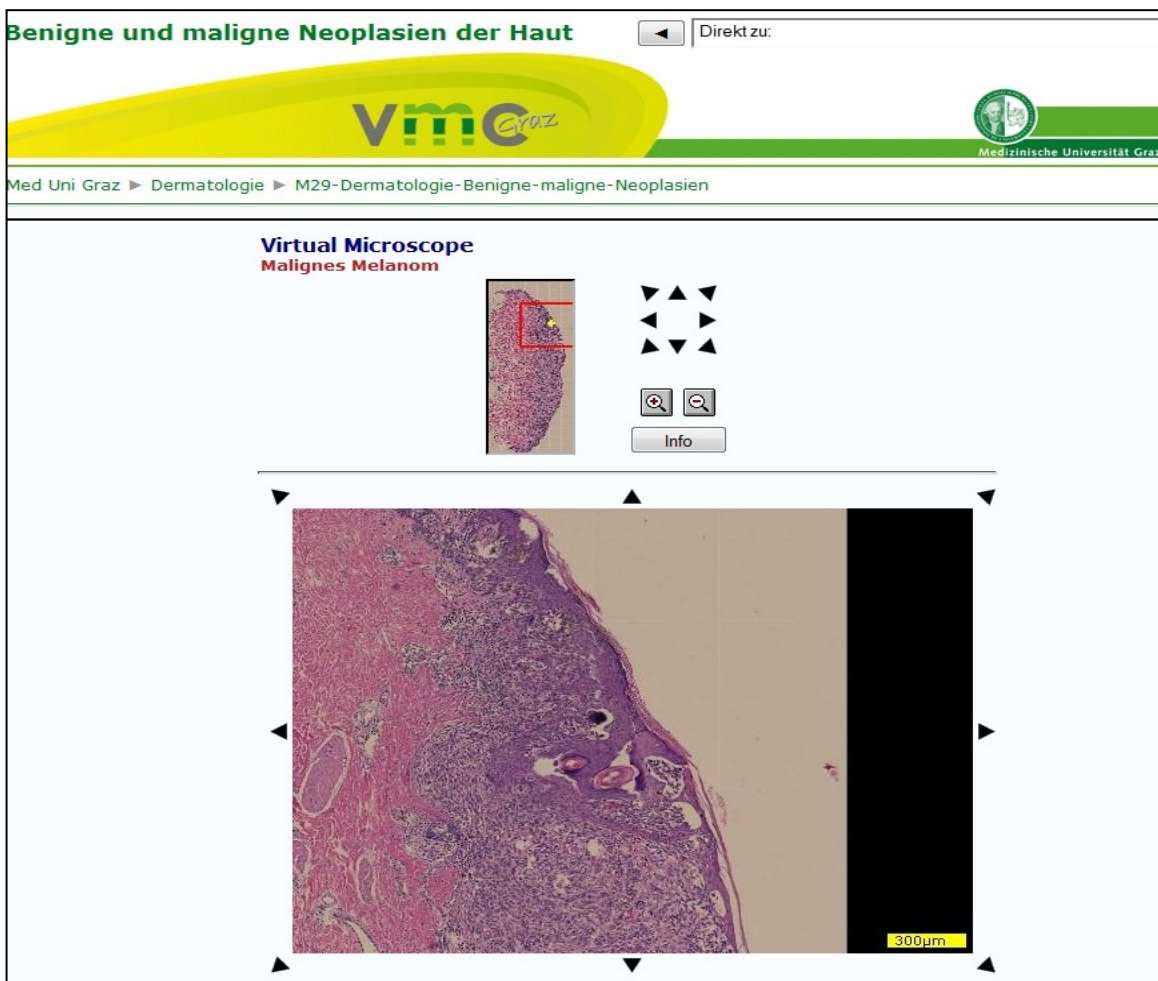 Benigne und maligne Neoplasien der Haut
Direkt zu:
vmc Graz
Medizinische Universität Graz
Med Uni Graz ► Dermatologie ► M29-Dermatologie-Benigne-maligne-Neoplasien
Virtual Microscope
Malignes Melanom
Info
300µm